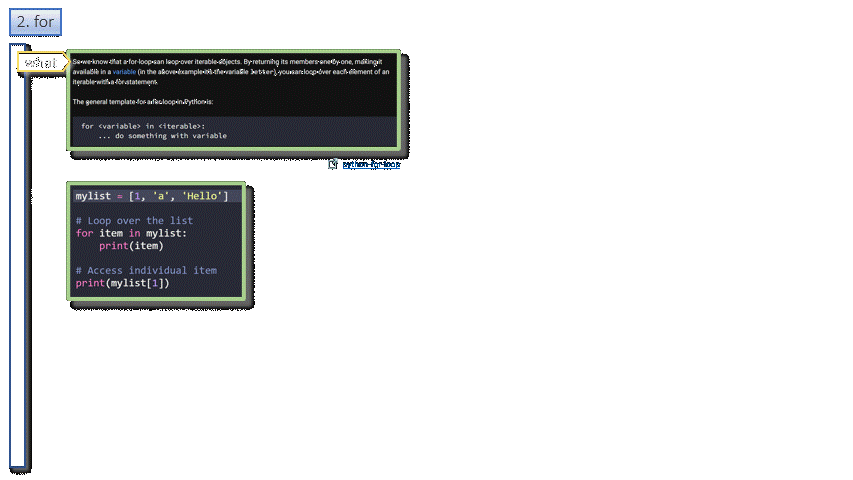 2. for
what
So we know that a for-loop can loop over iterable objects. By returning its members one by one, making it
available in a variable (in the above example it's the variable letter), you can loop over each element of an
iterable with a for-statement.
The general template for a for-loop in Python is:
for <variable> in <iterable>:
    ... do something with variable
python-for-loop
mylist = [1, 'a', 'Hello']
# Loop over the list
for item in mylist:
    print(item)
# Access individual item
print(mylist[1])